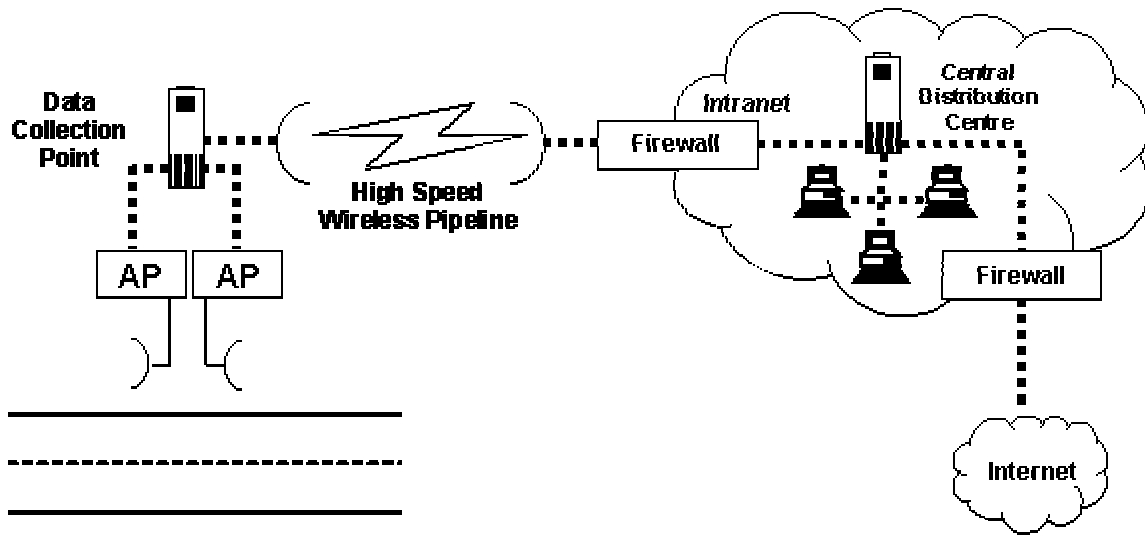 Data
Collection
Point
AP
AP
High Speed
Wireless Pipeline
Firewall
Intranet
Central
Distribution
Centre
Firewall
Internet